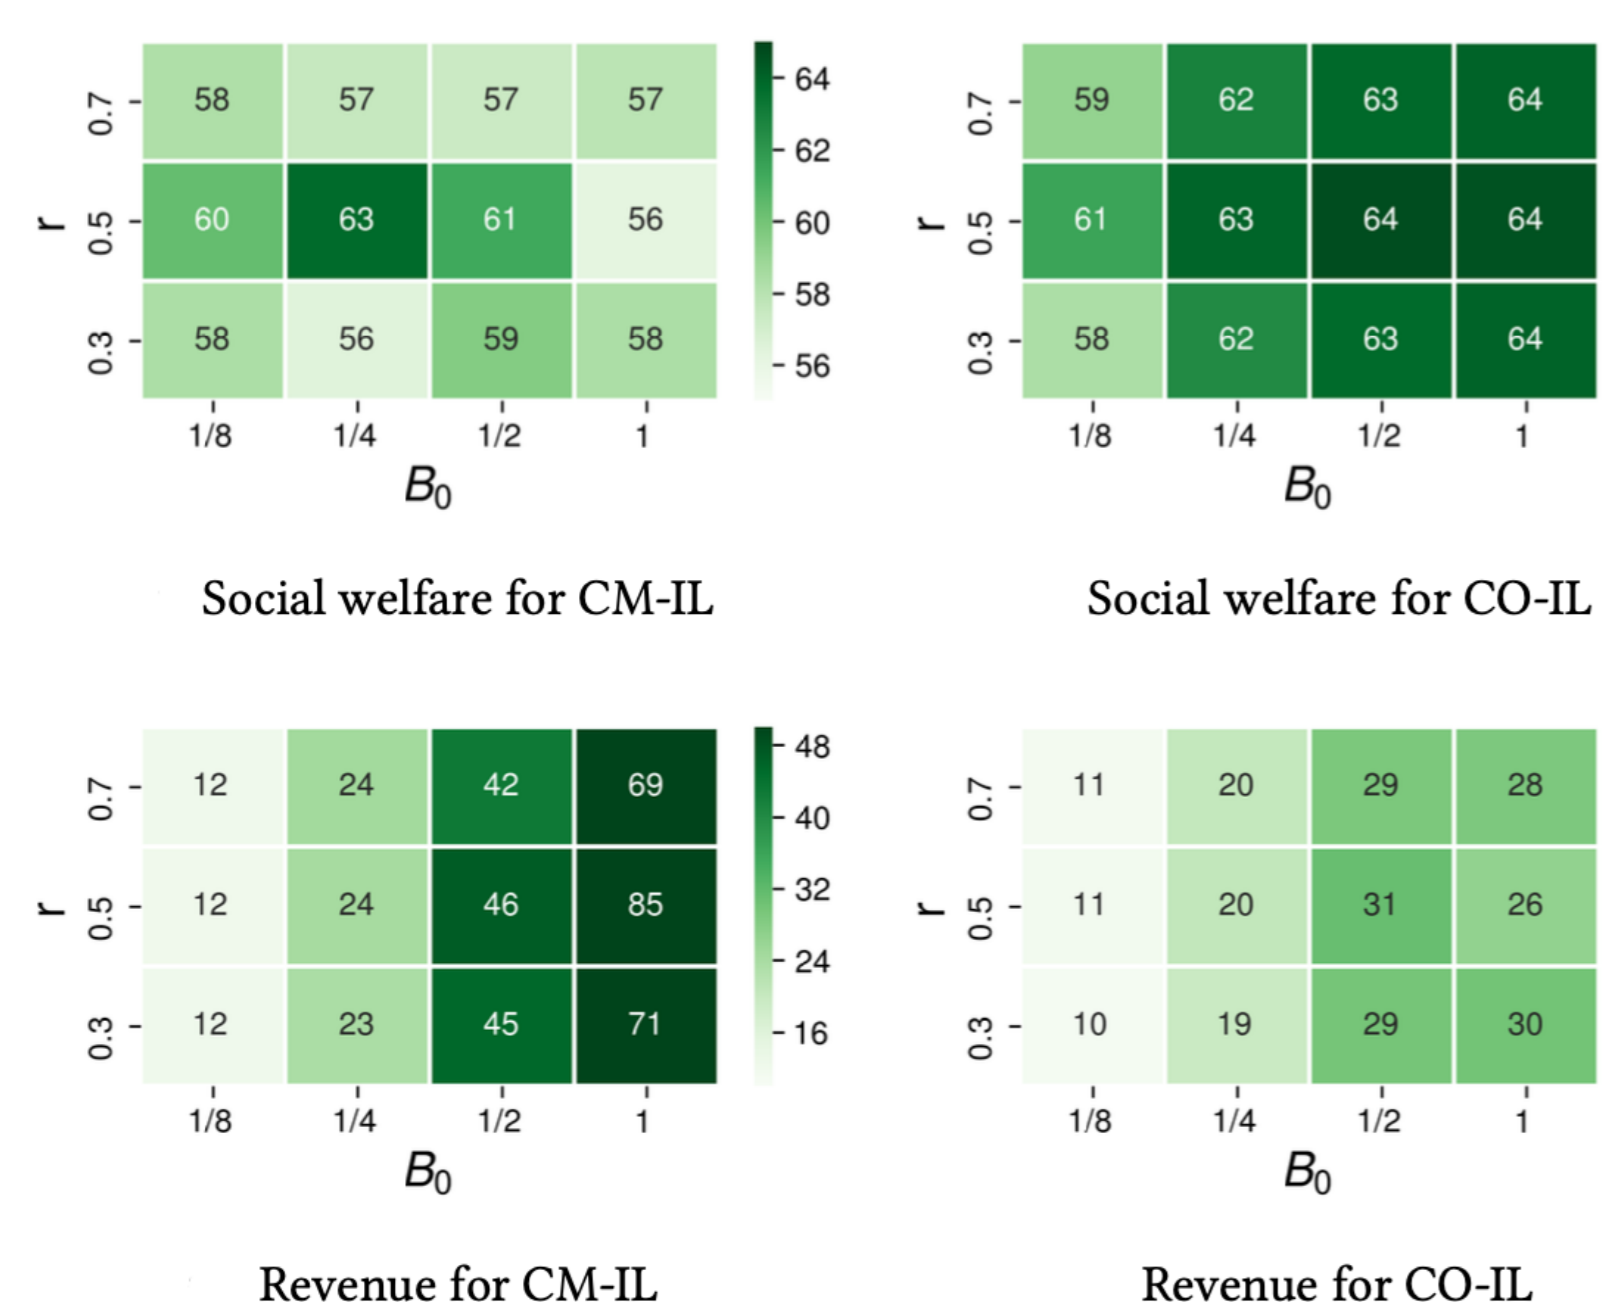 0.7 58 57 57 57 64
62
r 0.5 60 63 61 56 60
58
0.3 58 56 59 58 56
1/8 1/4 1/2 1
B0
Social welfare for CM-IL
0.7 59 62 63 64
r 0.5 61 63 64 64
0.3 58 62 63 64
1/8 1/4 1/2 1
B0
Social welfare for CO-IL
48
0.7 12 24 42 69
40
r 0.5 12 24 46 85
32
24
0.3 12 23 45 71 16
1/8 1/4 1/2 1
B0
Revenue for CM-IL
0.7 11 20 29 28
r 0.5 11 20 31 26
0.3 10 19 29 30
1/8 1/4 1/2 1
B0
Revenue for CO-IL